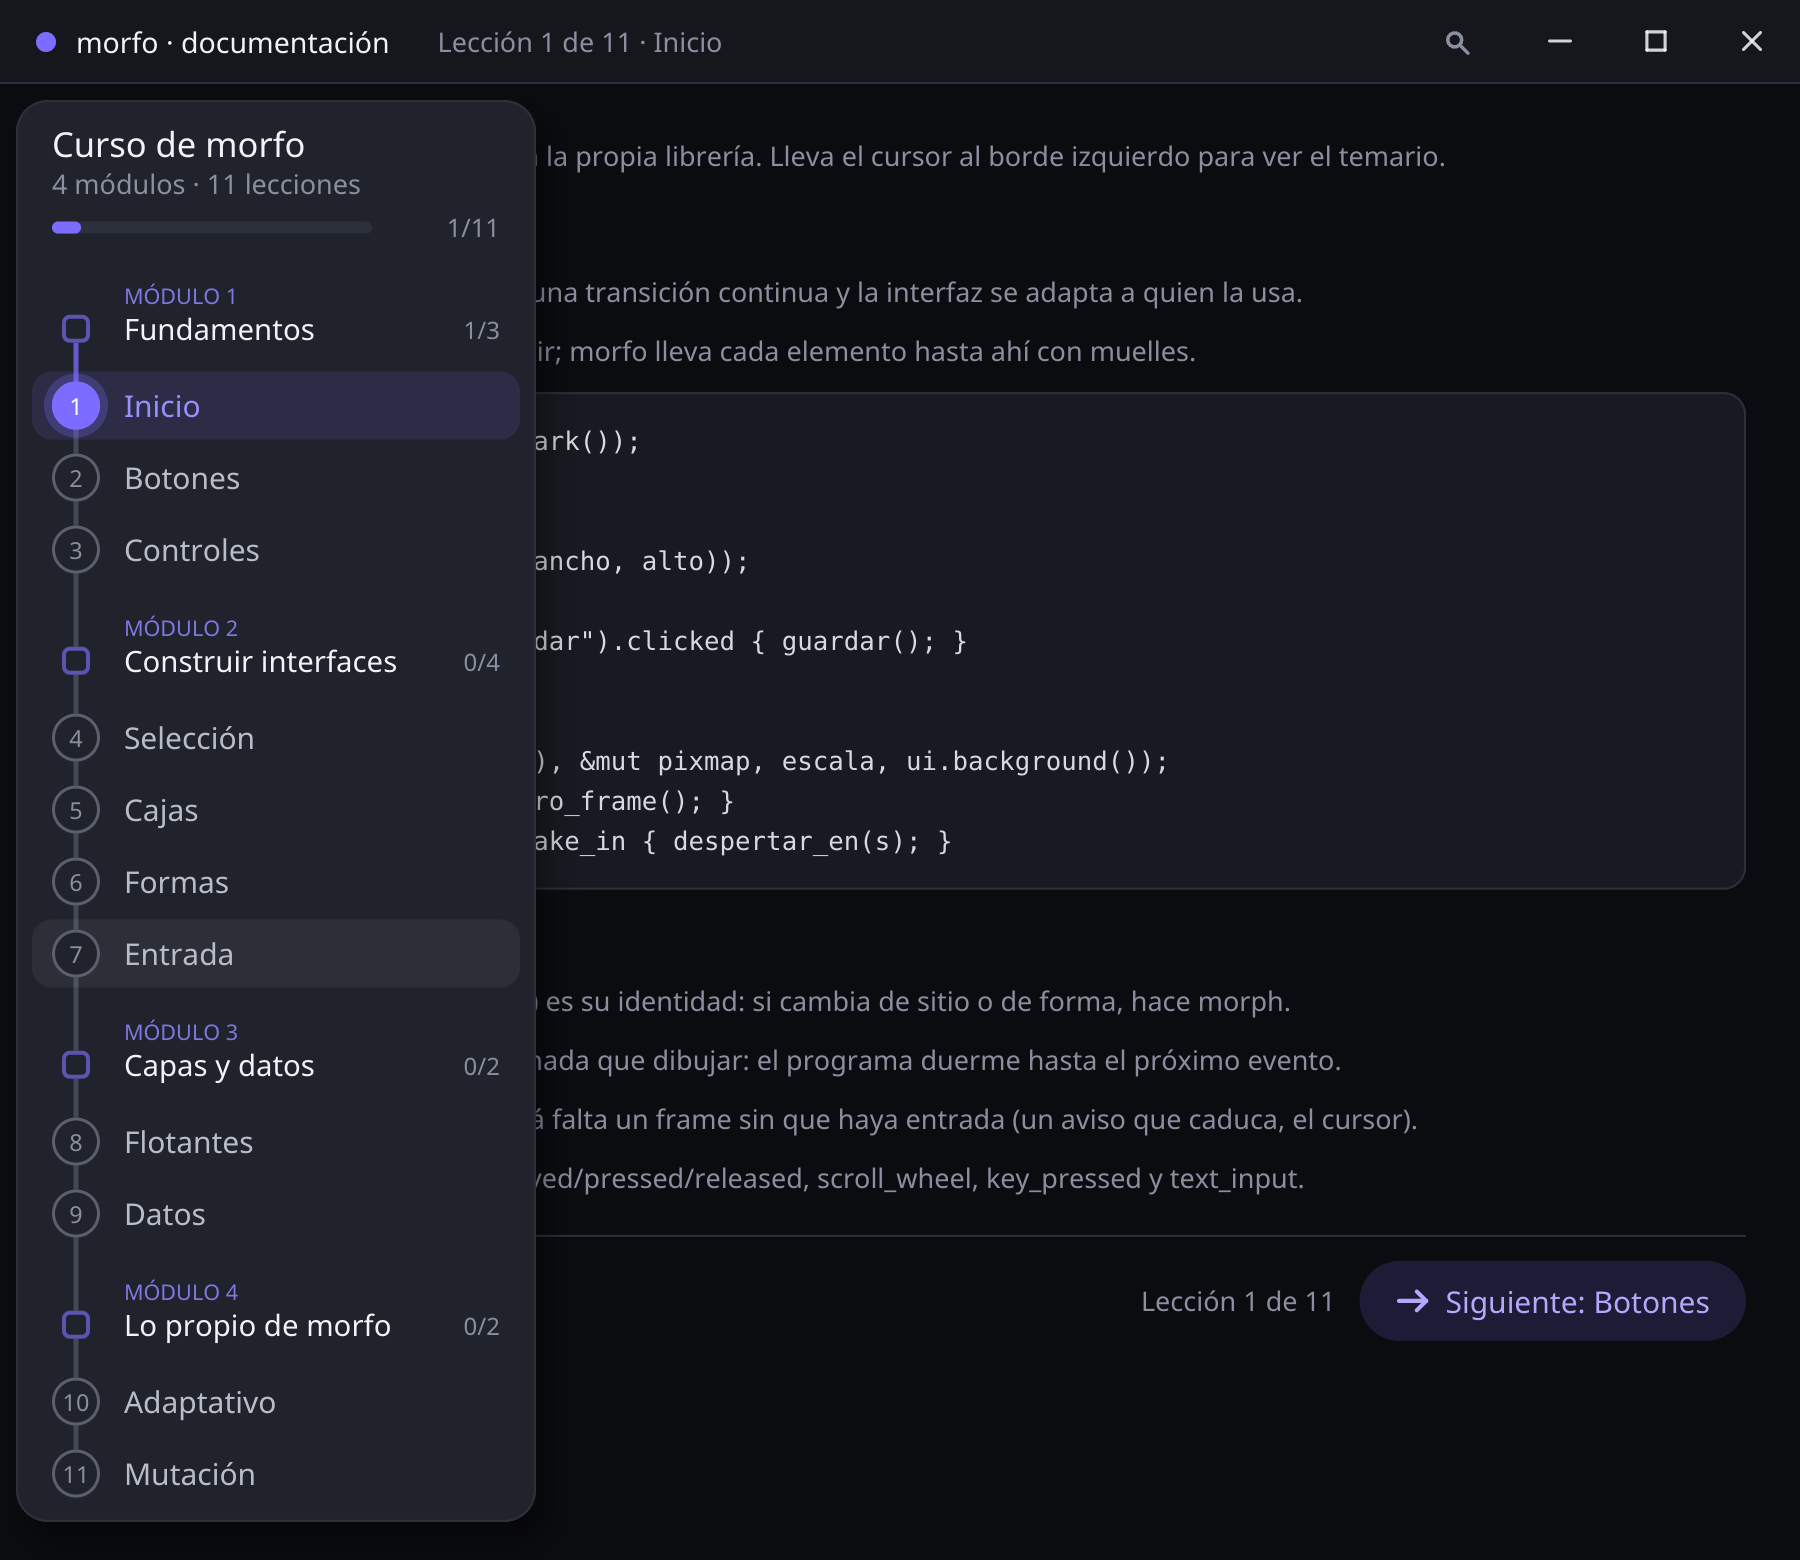 morfo · documentación
Lección 1 de 11 · Inicio
Curso de morfo
4 módulos · 11 lecciones
1/11
MÓDULO 1
Fundamentos 1/3
1 Inicio
2 Botones
3 Controles
MÓDULO 2
Construir interfaces 0/4
4 Selección
5 Cajas
6 Formas
7 Entrada
MÓDULO 3
Capas y datos 0/2
8 Flotantes
9 Datos
MÓDULO 4
Lo propio de morfo 0/2
10 Adaptativo
11 Mutación
la propia librería. Lleva el cursor al borde izquierdo para ver el temario.
una transición continua y la interfaz se adapta a quien la usa.
ir; morfo lleva cada elemento hasta ahí con muelles.
ark());
ancho, alto));
dar").clicked { guardar(); }
), &mut pixmap, escala, ui.background());
ro_frame(); }
ake_in { despertar_en(s); }
) es su identidad: si cambia de sitio o de forma, hace morph.
nada que dibujar: el programa duerme hasta el próximo evento.
á falta un frame sin que haya entrada (un aviso que caduca, el cursor).
ved/pressed/released, scroll_wheel, key_pressed y text_input.
Lección 1 de 11
→ Siguiente: Botones